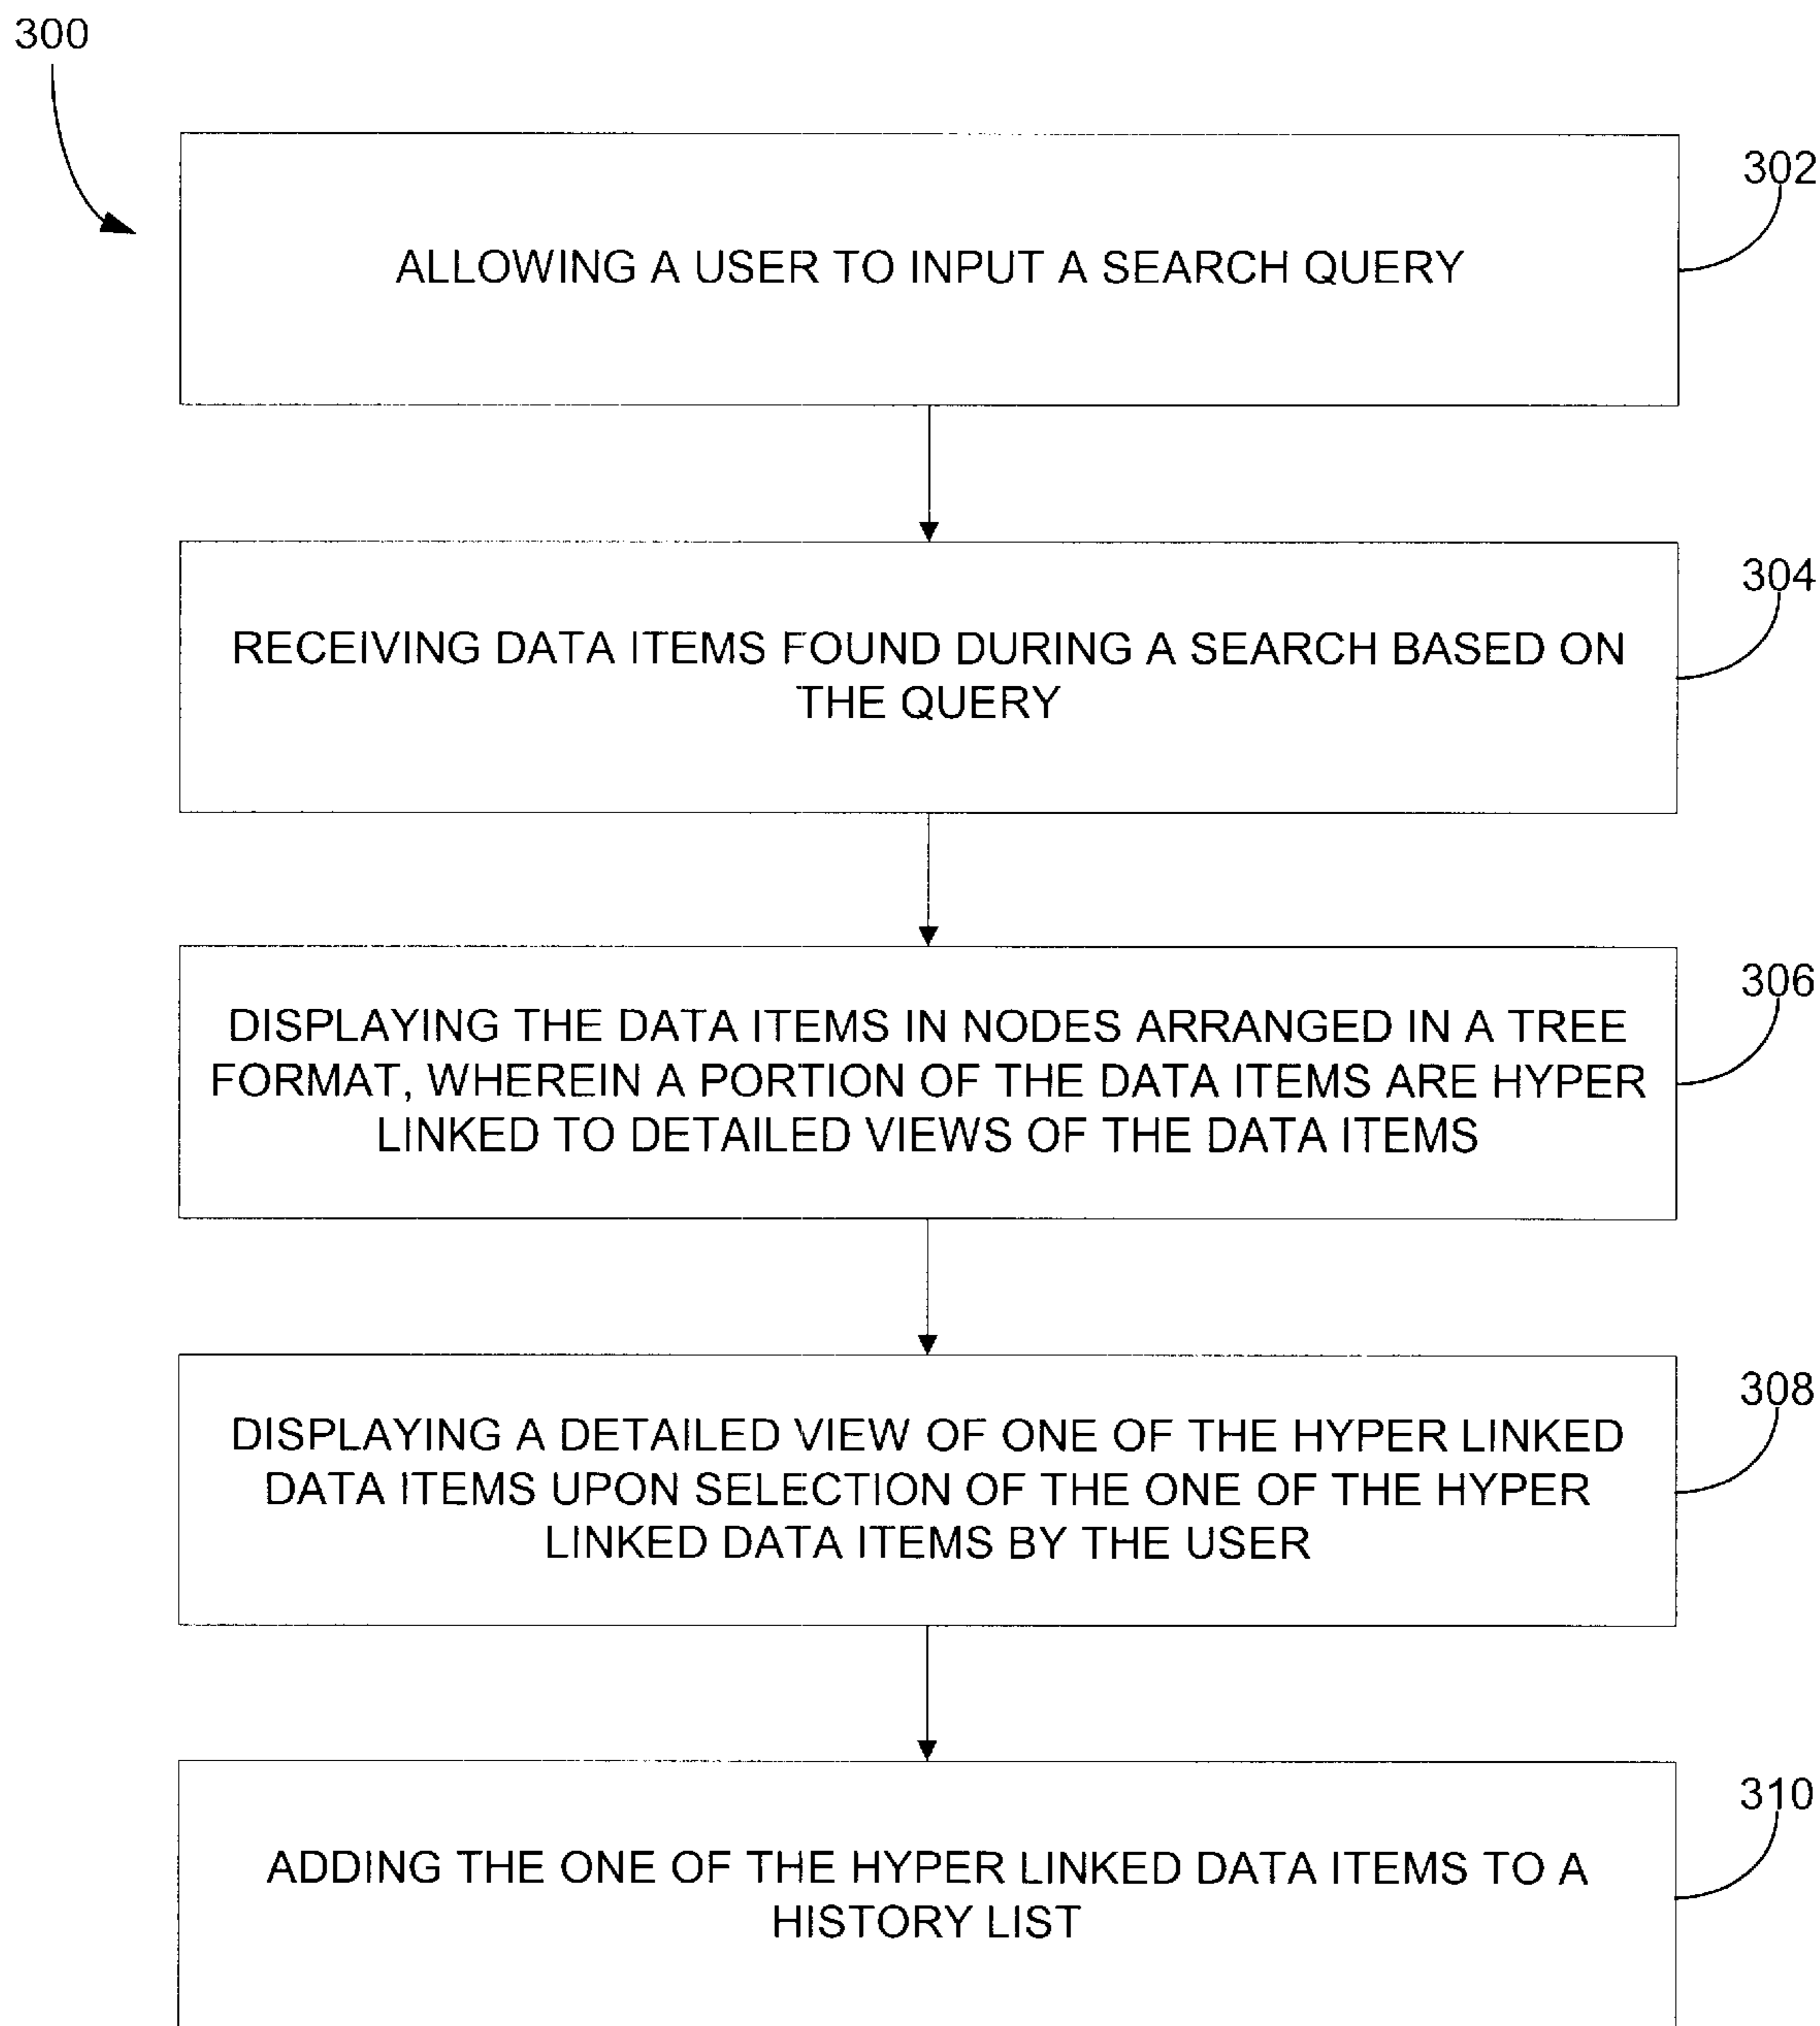 300
302
ALLOWING A USER TO INPUT A SEARCH QUERY
304
RECEIVING DATA ITEMS FOUND DURING A SEARCH BASED ON
THE QUERY
306
DISPLAYING THE DATA ITEMS IN NODES ARRANGED IN A TREE
FORMAT, WHEREIN A PORTION OF THE DATA ITEMS ARE HYPER
LINKED TO DETAILED VIEWS OF THE DATA ITEMS
308
DISPLAYING A DETAILED VIEW OF ONE OF THE HYPER LINKED
DATA ITEMS UPON SELECTION OF THE ONE OF THE HYPER
LINKED DATA ITEMS BY THE USER
310
ADDING THE ONE OF THE HYPER LINKED DATA ITEMS TO A
HISTORY LIST